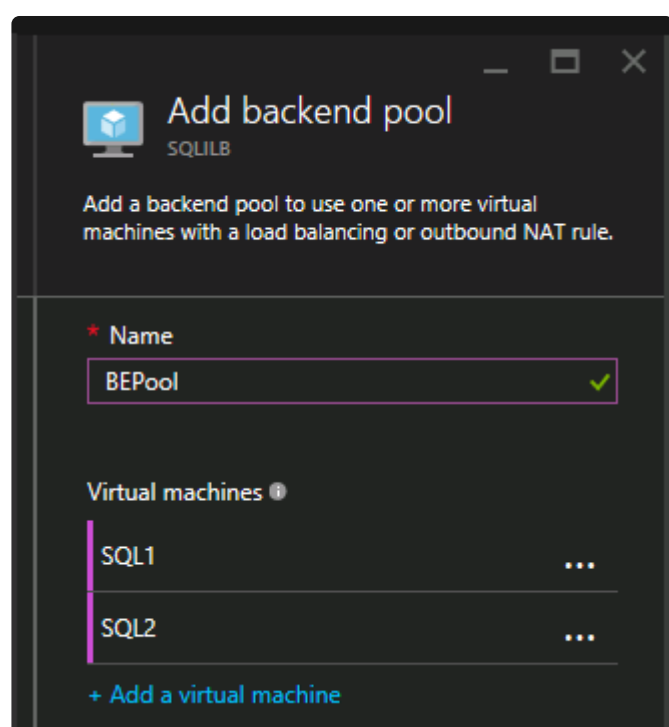 Add backend pool
SQLILB
Add a backend pool to use one or more virtual
machines with a load balancing or outbound NAT rule.
* Name
BEPool
Virtual machines
SQL1
...
SQL2
...
+ Add a virtual machine